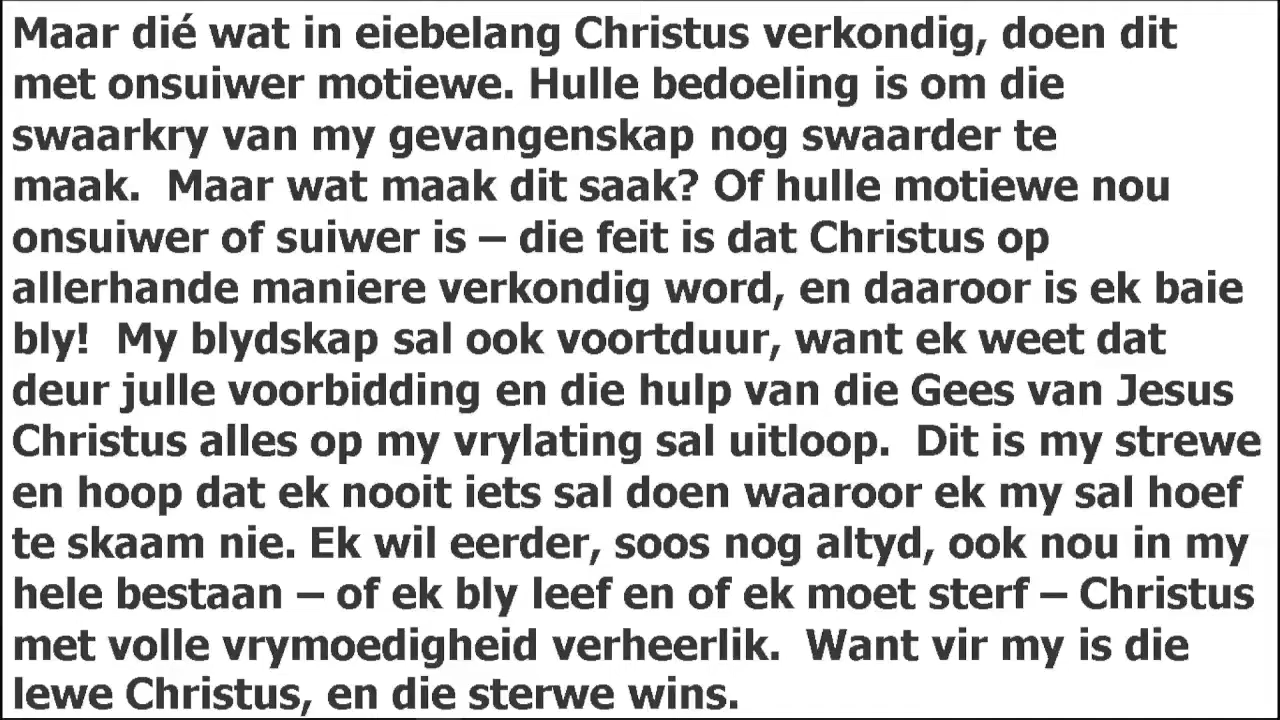 Maar dié wat in eiebelang Christus verkondig, doen dit
met onsuiwer motiewe. Hulle bedoeling is om die
swaarkry van my gevangenskap nog swaarder te
maak.  Maar wat maak dit saak? Of hulle motiewe nou
onsuiwer of suiwer is – die feit is dat Christus op
allerhande maniere verkondig word, en daaroor is ek baie
bly!  My blydskap sal ook voortduur, want ek weet dat
deur julle voorbidding en die hulp van die Gees van Jesus
Christus alles op my vrylating sal uitloop.  Dit is my strewe
en hoop dat ek nooit iets sal doen waaroor ek my sal hoef
te skaam nie. Ek wil eerder, soos nog altyd, ook nou in my
hele bestaan – of ek bly leef en of ek moet sterf – Christus
met volle vrymoedigheid verheerlik.  Want vir my is die
lewe Christus, en die sterwe wins.